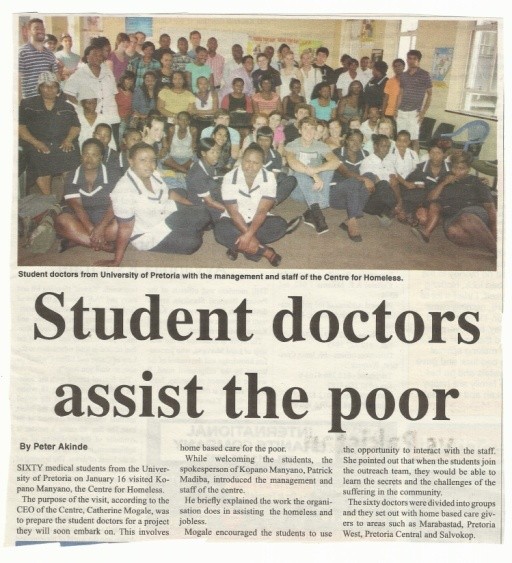 Student doctors from University of Pretoria with the management and staff of the Centre for Homeless.
Student doctors
assist the poor
By Peter Akinde
SIXTY medical students from the Univer-
sity of Pretoria on January 16 visited Ko-
pano Manyano, the Centre for Homeless.
The purpose of the visit, according to the
CEO of the Centre, Catherine Mogale, was
to prepare the student doctors for a project
they will soon embark on. This involves
home based care for the poor.
While welcoming the students, the
spokesperson of Kopano Manyano, Patrick
Madiba, introduced the management and
staff of the centre.
He briefly explained the work the organi-
sation does in assisting the homeless and
jobless.
Mogale encouraged the students to use
the opportunity to interact with the staff.
She pointed out that when the students join
the outreach team, they would be able to
learn the secrets and the challenges of the
suffering in the community.
The sixty doctors were divided into groups
and they set out with home based care giv-
ers to areas such as Marabastad, Pretoria
West, Pretoria Central and Salvokop.